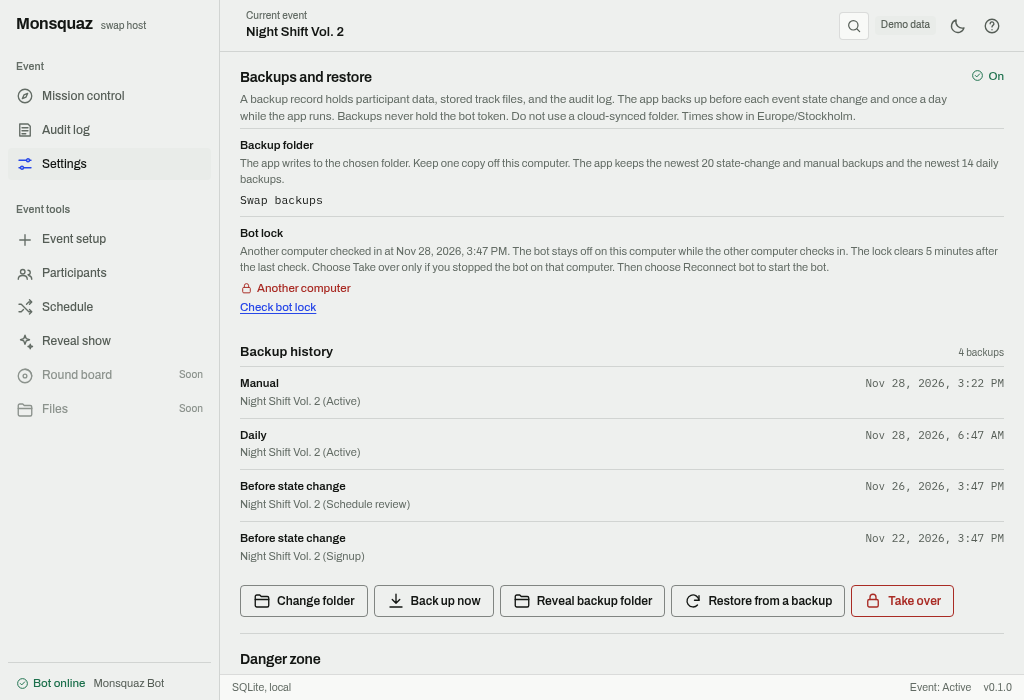 Monsquaz swap host
Event
Mission control
Audit log
Settings
Event tools
Event setup
Participants
Schedule
Reveal show
Round board Soon
Files Soon
Bot online Monsquaz Bot
Current event
Night Shift Vol. 2
Demo data
Backups and restore
On
A backup record holds participant data, stored track files, and the audit log. The app backs up before each event state change and once a day
while the app runs. Backups never hold the bot token. Do not use a cloud-synced folder. Times show in Europe/Stockholm.
Backup folder
The app writes to the chosen folder. Keep one copy off this computer. The app keeps the newest 20 state-change and manual backups and the newest 14 daily
backups.
Swap backups
Bot lock
Another computer checked in at Nov 28, 2026, 3:47 PM. The bot stays off on this computer while the other computer checks in. The lock clears 5 minutes after
the last check. Choose Take over only if you stopped the bot on that computer. Then choose Reconnect bot to start the bot.
Another computer
Check bot lock
Backup history 4 backups
Manual Nov 28, 2026, 3:22 PM
Night Shift Vol. 2 (Active)
Daily Nov 28, 2026, 6:47 AM
Night Shift Vol. 2 (Active)
Before state change Nov 26, 2026, 3:47 PM
Night Shift Vol. 2 (Schedule review)
Before state change Nov 22, 2026, 3:47 PM
Night Shift Vol. 2 (Signup)
Change folder Back up now Reveal backup folder Restore from a backup Take over
Danger zone
SQLite, local Event: Active v0.1.0